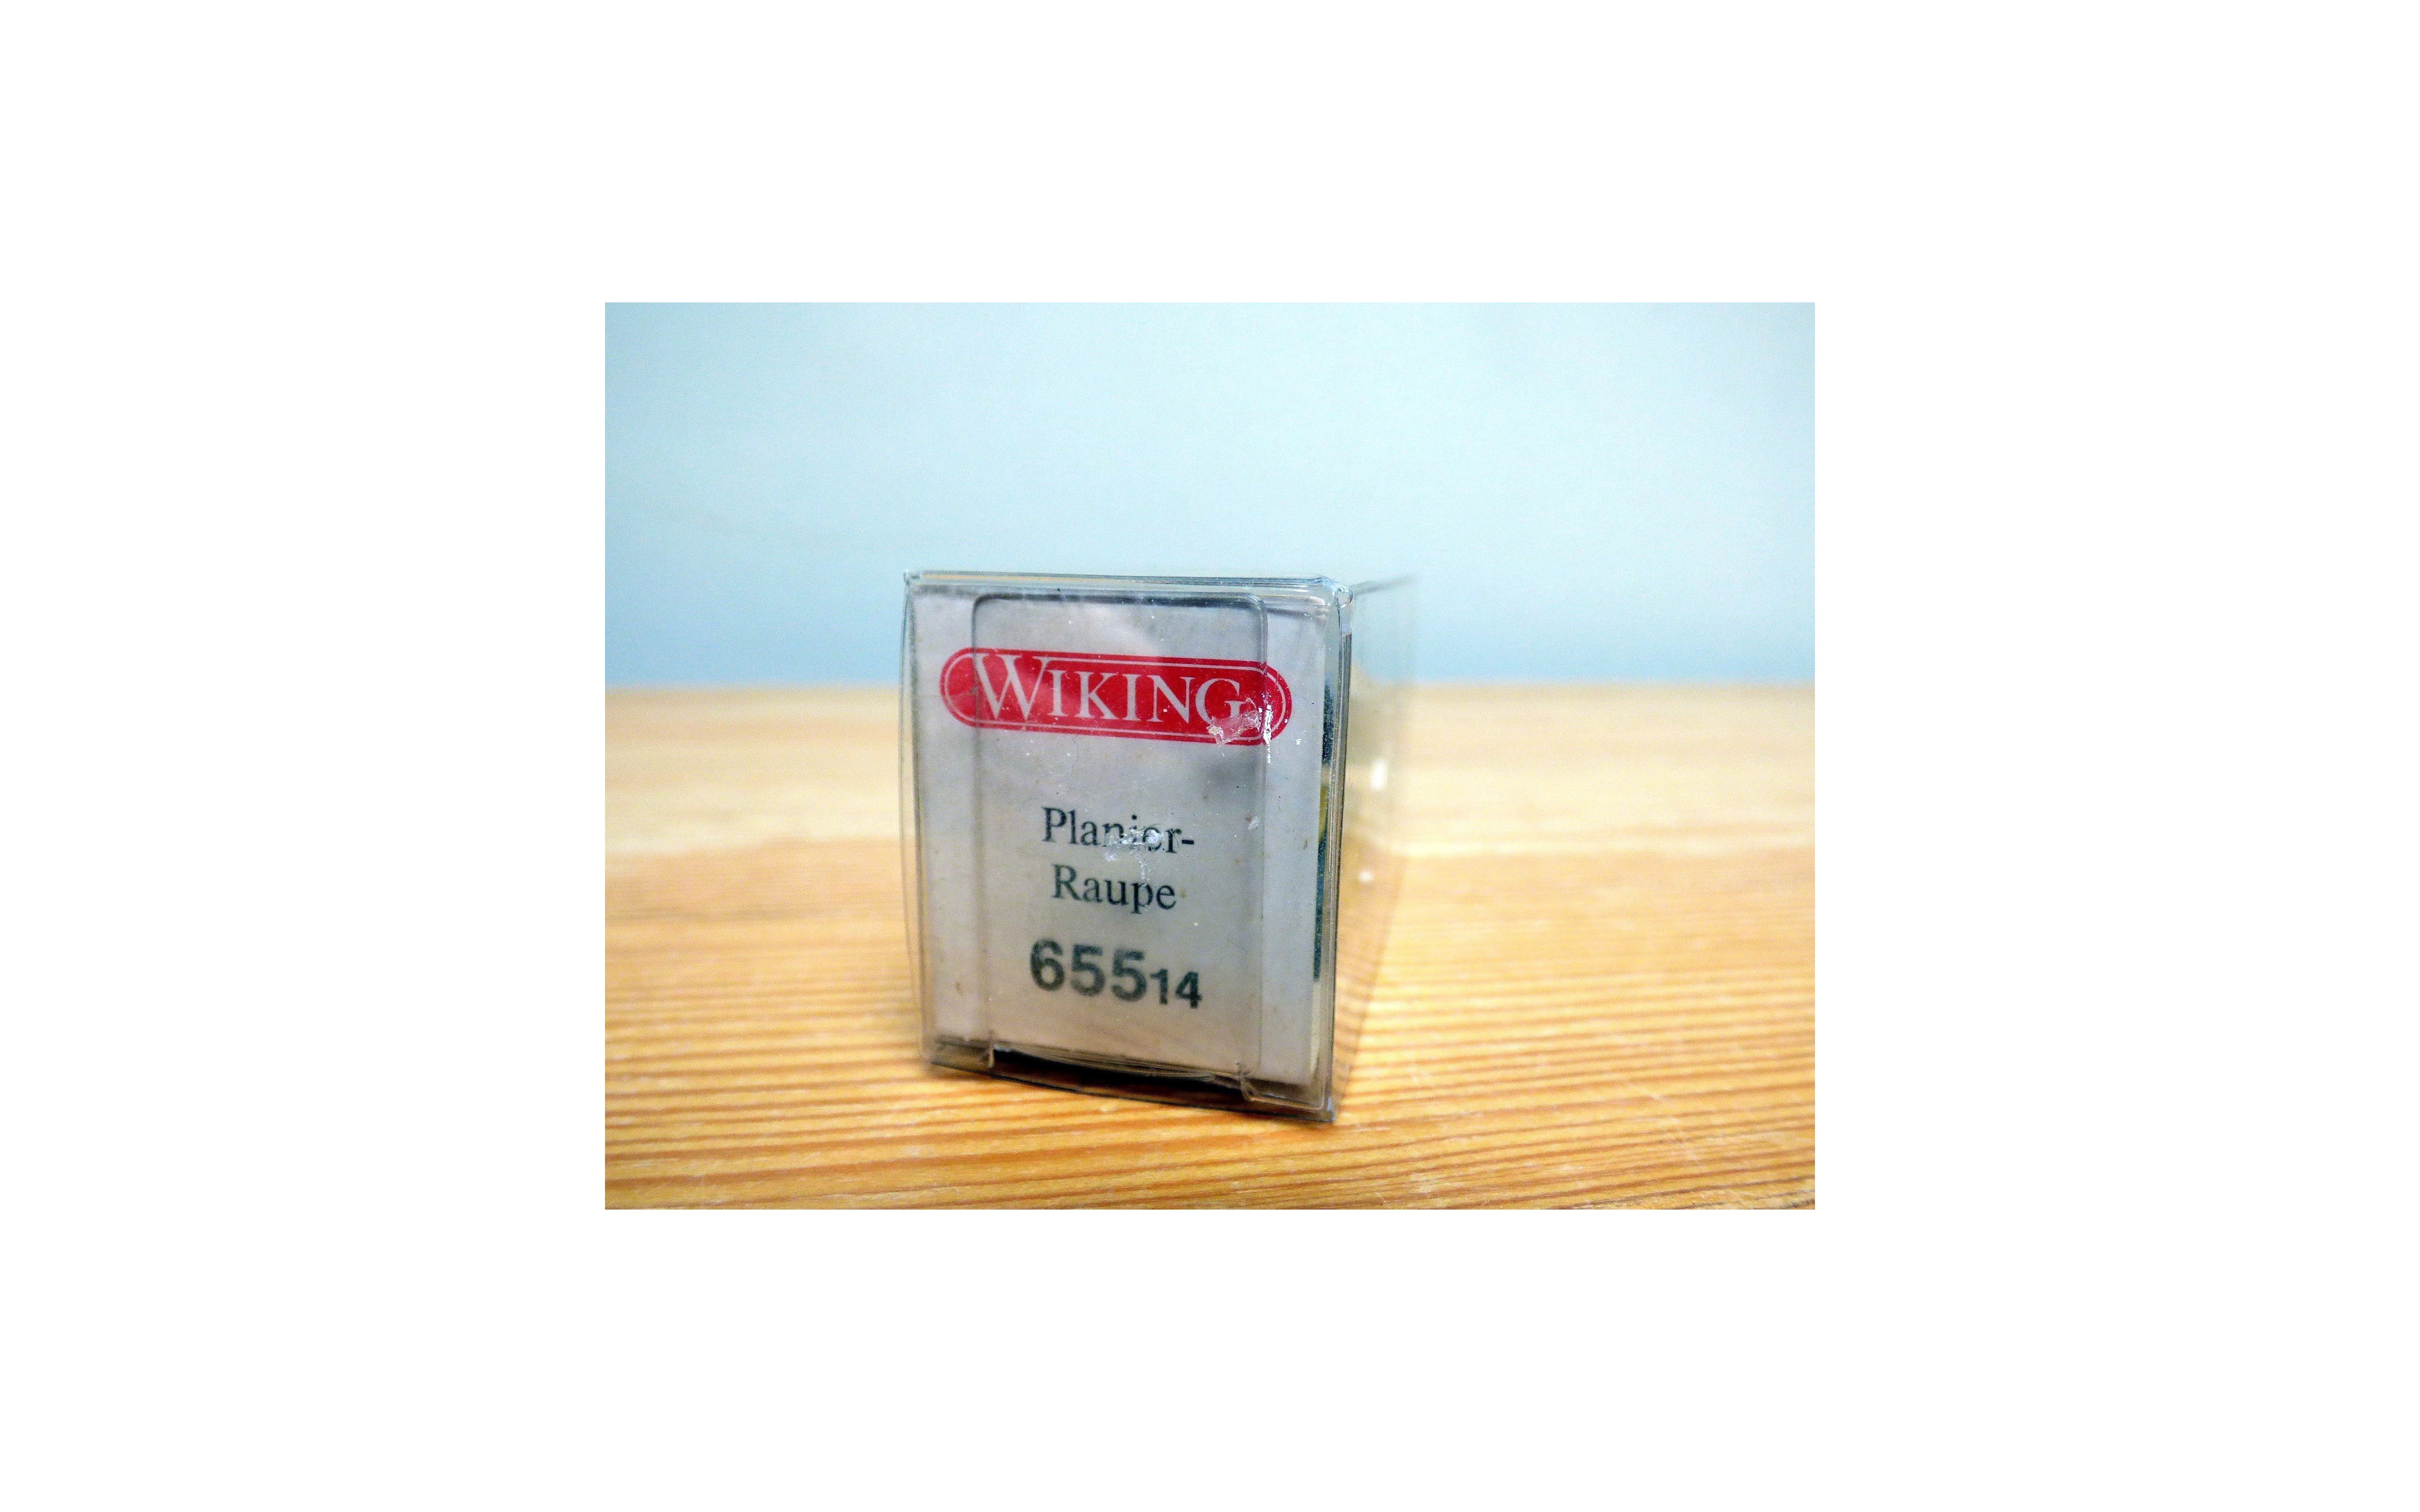 WIKING
Planier-
Raupe
65514